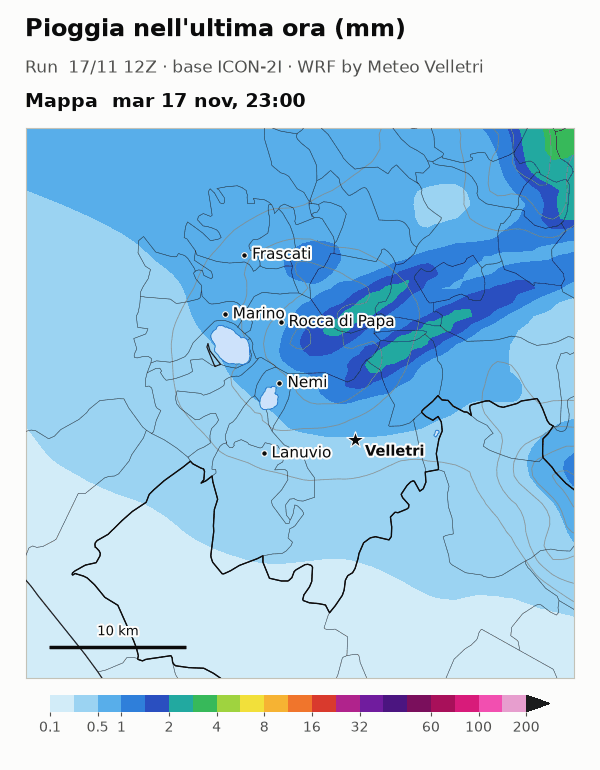 Pioggia nell'ultima ora (mm)
Run  17/11 12Z · base ICON-2I · WRF by Meteo Velletri
Mappa  mar 17 nov, 23:00
Frascati
Marino
Rocca di Papa
Nemi
Velletri
Lanuvio
10 km
0.1 0.5 1 2 4 8 16 32 60 100 200